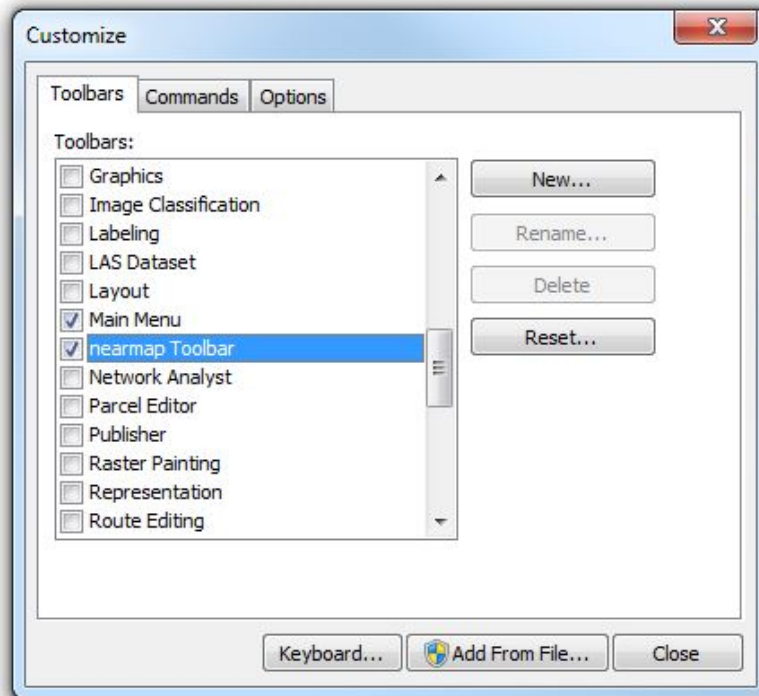 Customize
Toolbars Commands Options
Toolbars:
Graphics
Image Classification
Labeling
LAS Dataset
Layout
Main Menu
nearmap Toolbar
Network Analyst
Parcel Editor
Publisher
Raster Painting
Representation
Route Editing
New...
Rename...
Delete
Reset...
Keyboard... Add From File... Close